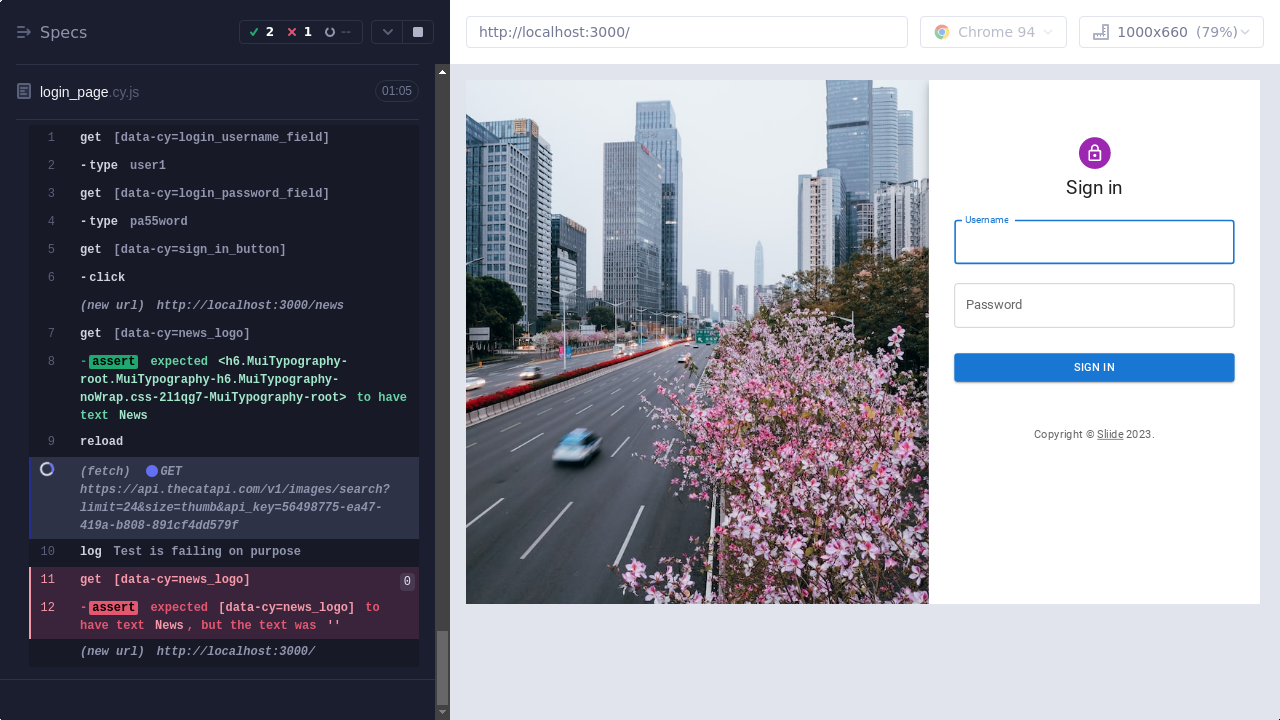 Specs
2 1 --
login_page.cy.js 01:05
1 get [data-cy=login_username_field]
2 -type user1
3 get [data-cy=login_password_field]
4 -type pa55word
5 get [data-cy=sign_in_button]
6 -click
(new url) http://localhost:3000/news
7 get [data-cy=news_logo]
8 -assert expected <h6.MuiTypography-
root.MuiTypography-h6.MuiTypography-
noWrap.css-2l1qg7-MuiTypography-root> to have
text News
9 reload
(fetch) GET
https://api.thecatapi.com/v1/images/search?
limit=24&size=thumb&api_key=56498775-ea47-
419a-b808-891cf4dd579f
10 log Test is failing on purpose
11 get [data-cy=news_logo] 0
12 -assert expected [data-cy=news_logo] to
have text News, but the text was ''
(new url) http://localhost:3000/
http://localhost:3000/
Chrome 94
1000x660 (79%)
Sign in
Username
Password
SIGN IN
Copyright © Sliide 2023.